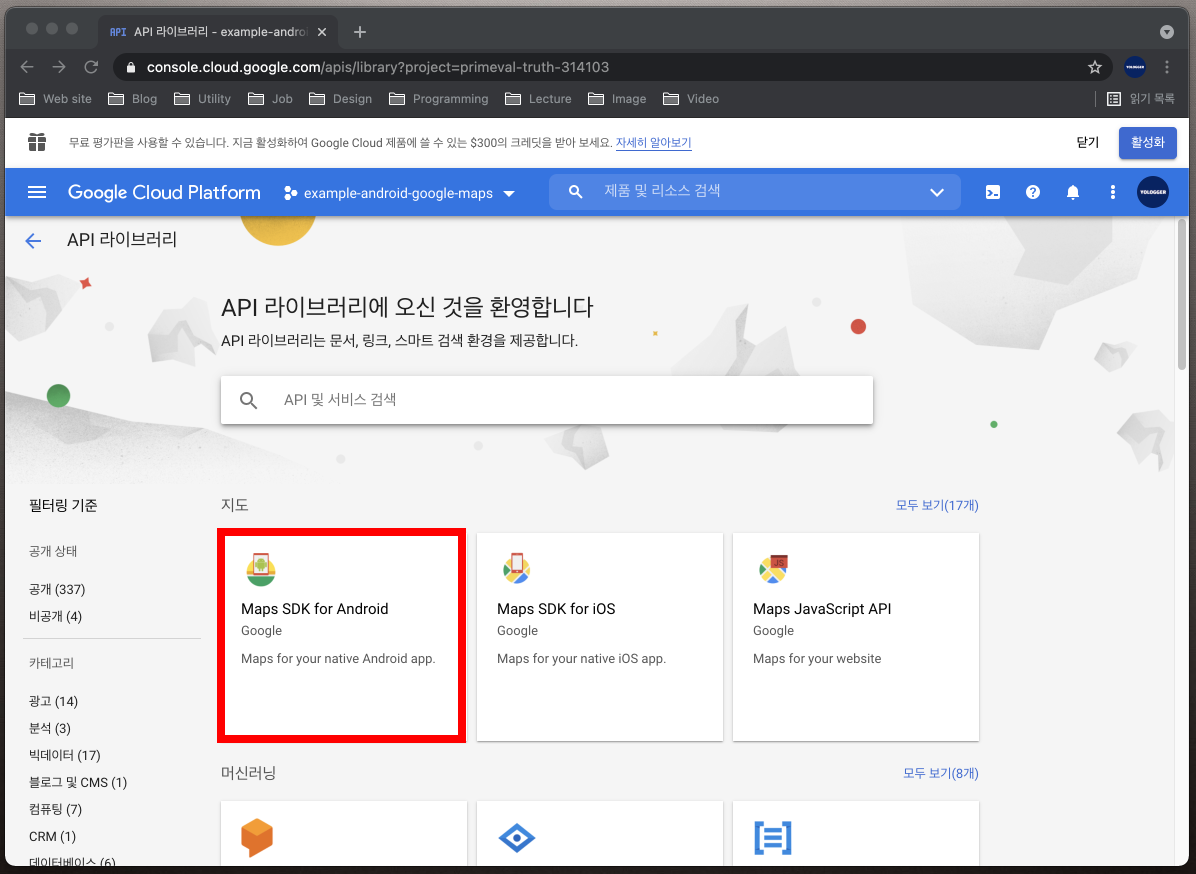 API API 라이브러리 - example-andro
console.cloud.google.com/apis/library?project=primeval-truth-314103
YOLOGGER
Web site Blog Utility Job Design Programming Lecture Image Video 읽기 목록
무료 평가판을 사용할 수 있습니다. 지금 활성화하여 Google Cloud 제품에 쓸 수 있는 $300의 크레딧을 받아 보세요. 자세히 알아보기 닫기 활성화
Google Cloud Platform example-android-google-maps 제품 및 리소스 검색 YOLOGGER
API 라이브러리
API 라이브러리에 오신 것을 환영합니다
API 라이브러리는 문서, 링크, 스마트 검색 환경을 제공합니다.
API 및 서비스 검색
필터링 기준
공개 상태
공개 (337)
비공개 (4)
카테고리
광고 (14)
분석 (3)
빅데이터 (17)
블로그 및 CMS (1)
컴퓨팅 (7)
CRM (1)
데이터베이스 (6)
지도 모두 보기(17개)
Maps SDK for Android
Google
Maps for your native Android app.
Maps SDK for iOS
Google
Maps for your native iOS app.
JS
Maps JavaScript API
Google
Maps for your website
머신러닝 모두 보기(8개)